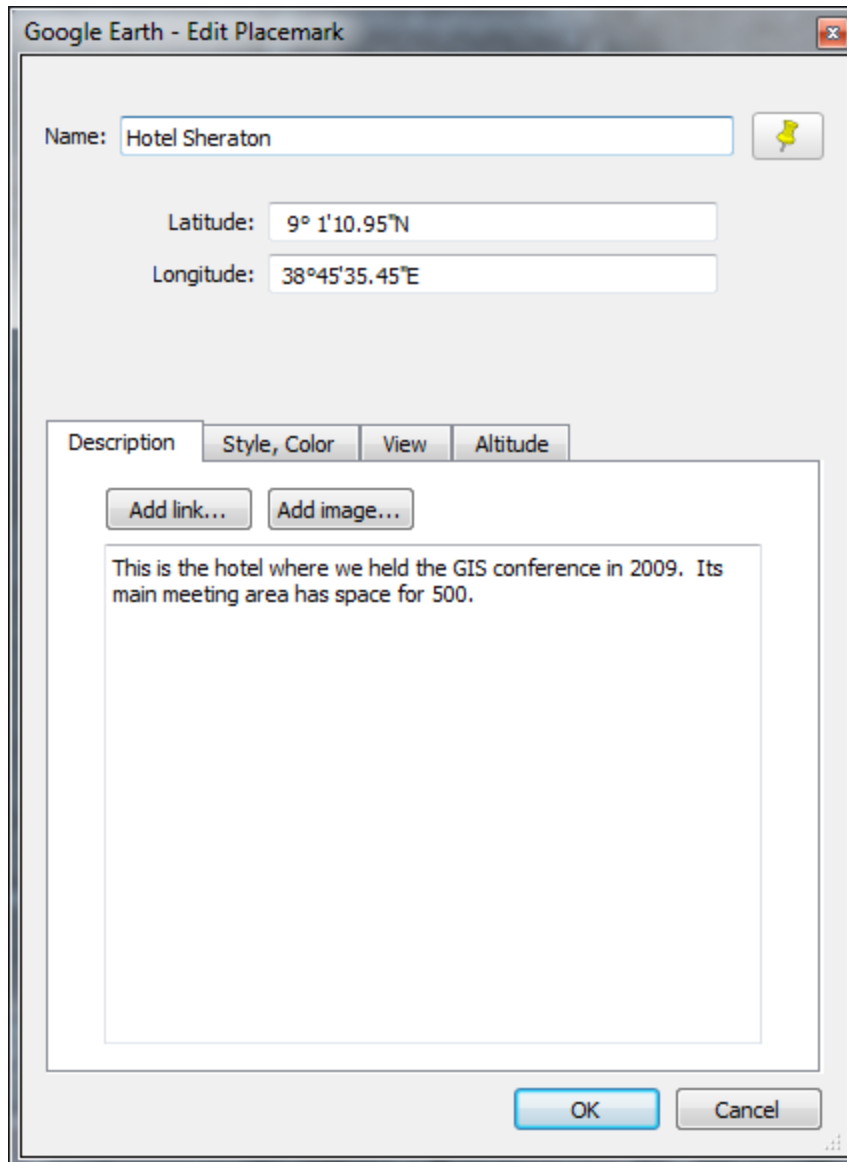 Google Earth - Edit Placemark
Name: Hotel Sheraton
Latitude: 9° 1'10.95"N
Longitude: 38°45'35.45"E
Description Style, Color View Altitude
Add link... Add image...
This is the hotel where we held the GIS conference in 2009.  Its
main meeting area has space for 500.
OK Cancel